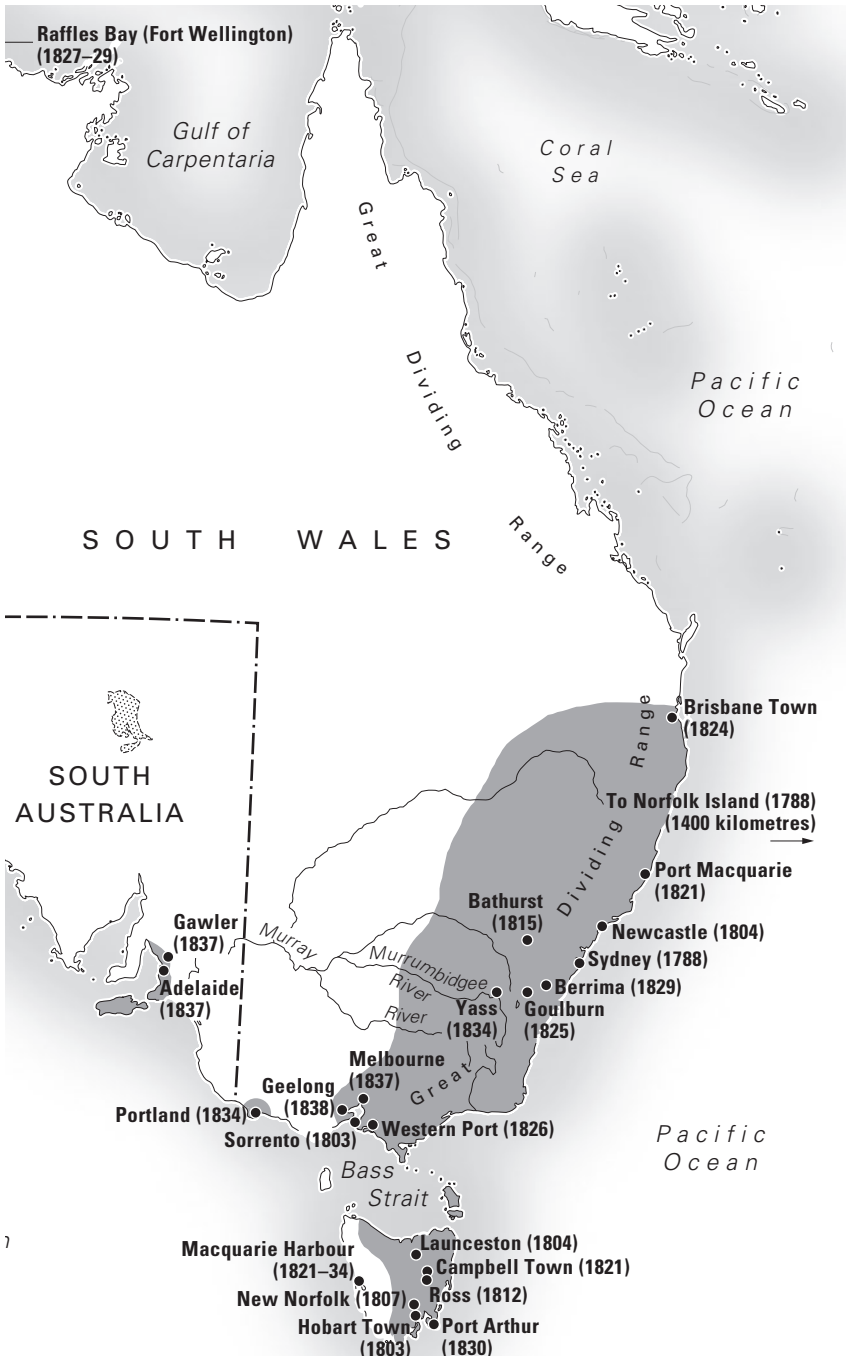 Raffles Bay (Fort Wellington)
(1827–29)
Gulf of
Carpentaria
Coral
Sea
Great
Dividing
Range
Pacific
Ocean
SOUTH WALES
Brisbane Town
(1824)
Range
SOUTH
AUSTRALIA
To Norfolk Island (1788)
(1400 kilometres)
Dividing
Port Macquarie
(1821)
Bathurst
(1815)
Newcastle (1804)
Gawler
(1837)
Murray
Murrumbidgee
River
River
Sydney (1788)
Adelaide
(1837)
Berrima (1829)
Yass
(1834)
Goulburn
(1825)
Melbourne
(1837)
Great
Geelong
(1838)
Portland (1834)
Sorrento (1803)
Western Port (1826)
Pacific
Ocean
Bass
Strait
Macquarie Harbour
(1821–34)
Launceston (1804)
Campbell Town (1821)
New Norfolk (1807)
Ross (1812)
Hobart Town
(1803)
Port Arthur
(1830)